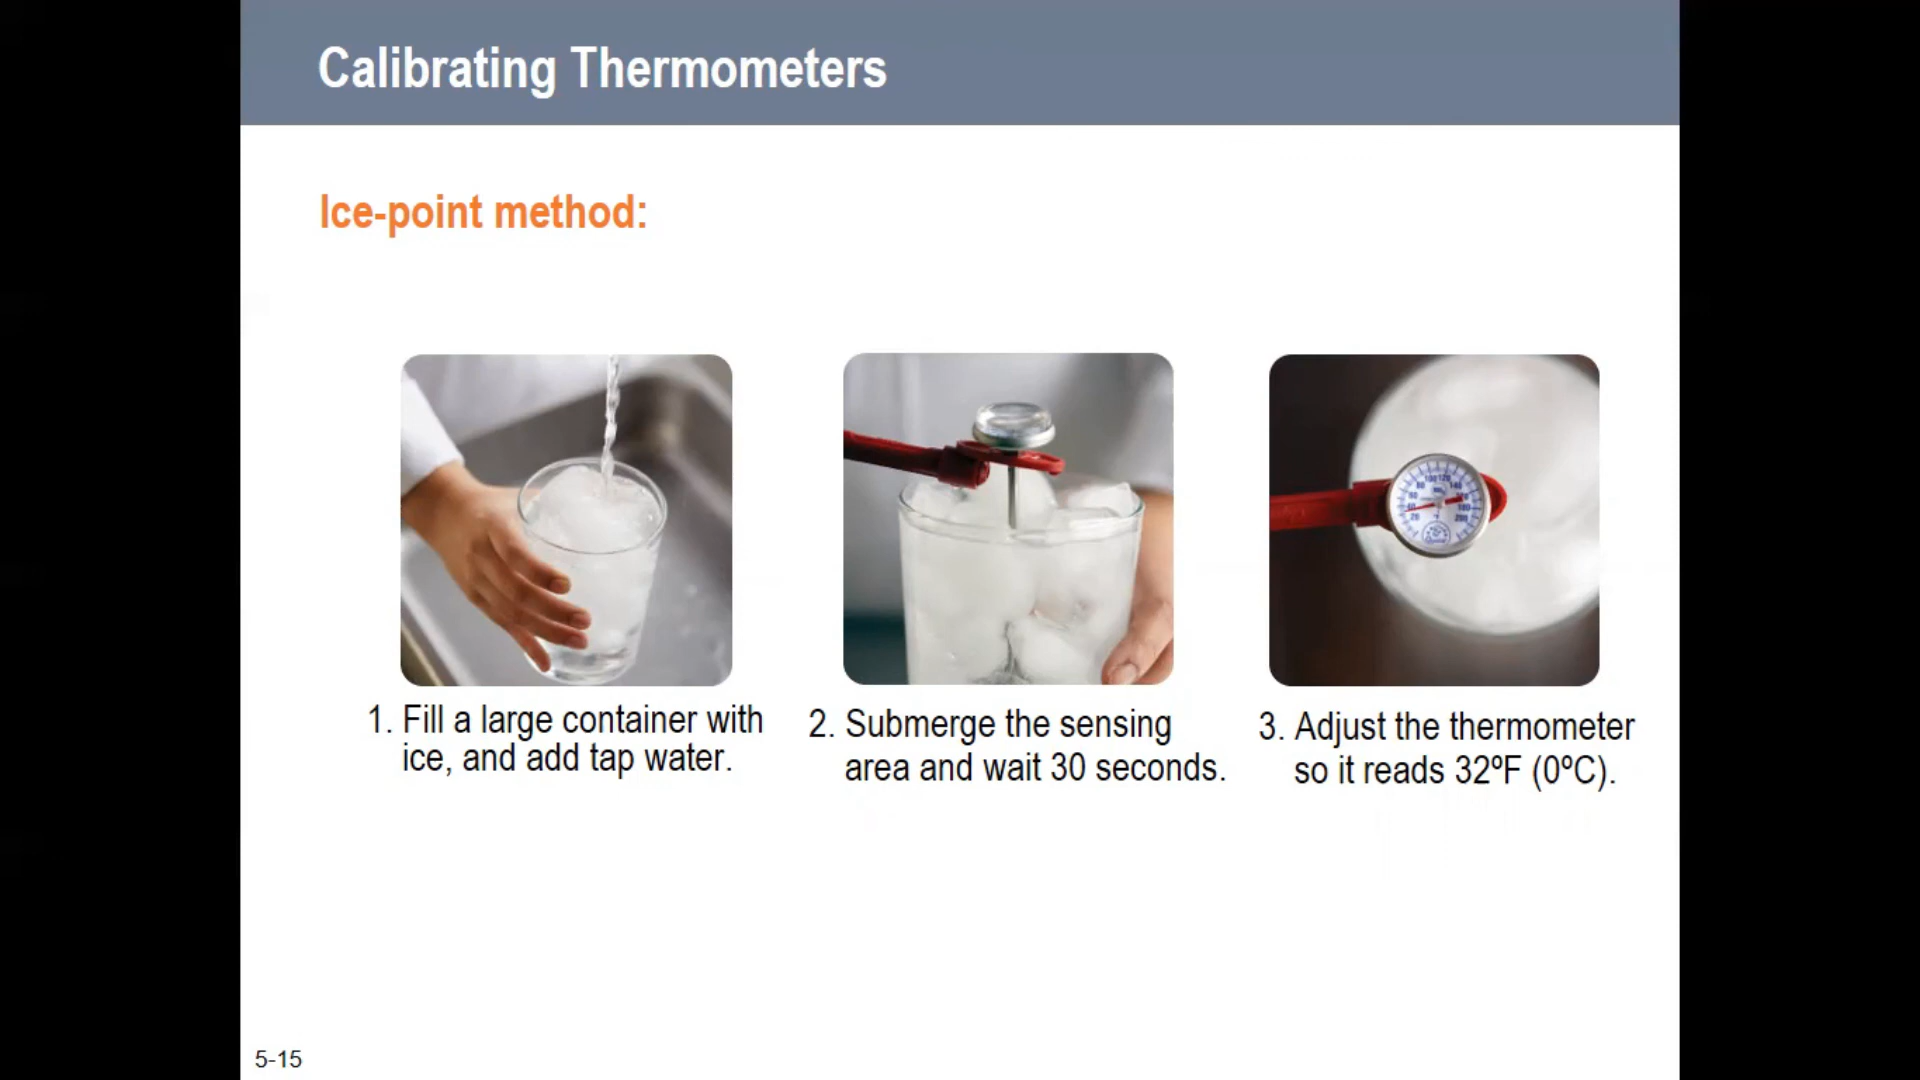 Calibrating Thermometers
Ice-point method:
1. Fill a large container with
ice, and add tap water.
2. Submerge the sensing
area and wait 30 seconds.
3. Adjust the thermometer
so it reads 32ºF (0ºC).
5-15